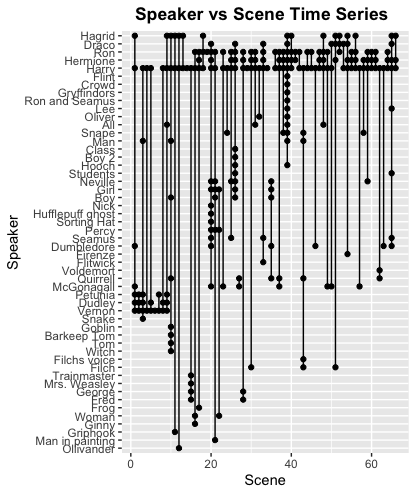 Speaker vs Scene Time Series
Speaker
Hagrid
Draco
Ron
Hermione
Harry
Flint
Crowd
Gryffindors
Ron and Seamus
Lee
Oliver
All
Snape
Man
Class
Boy 2
Hooch
Students
Neville
Girl
Boy
Nick
Hufflepuff ghost
Sorting Hat
Percy
Seamus
Dumbledore
Firenze
Flitwick
Voldemort
Quirrell
McGonagall
Petunia
Dudley
Vernon
Snake
Goblin
Barkeep Tom
Tom
Witch
Filchs voice
Filch
Trainmaster
Mrs. Weasley
George
Fred
Frog
Woman
Ginny
Griphook
Man in painting
Ollivander
0 20 40 60
Scene